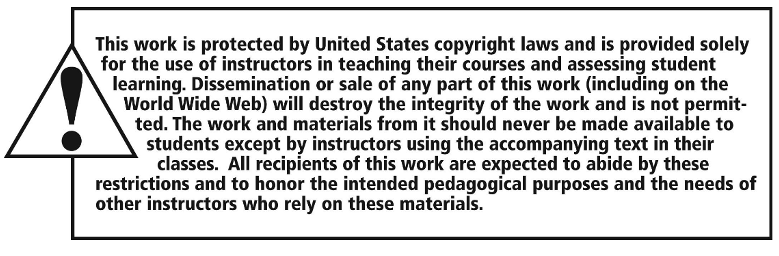 This work is protected by United States copyright laws and is provided solely
for the use of instructors in teaching their courses and assessing student
learning. Dissemination or sale of any part of this work (including on the
World Wide Web) will destroy the integrity of the work and is not permit-
ted. The work and materials from it should never be made available to
students except by instructors using the accompanying text in their
classes. All recipients of this work are expected to abide by these
restrictions and to honor the intended pedagogical purposes and the needs of
other instructors who rely on these materials.